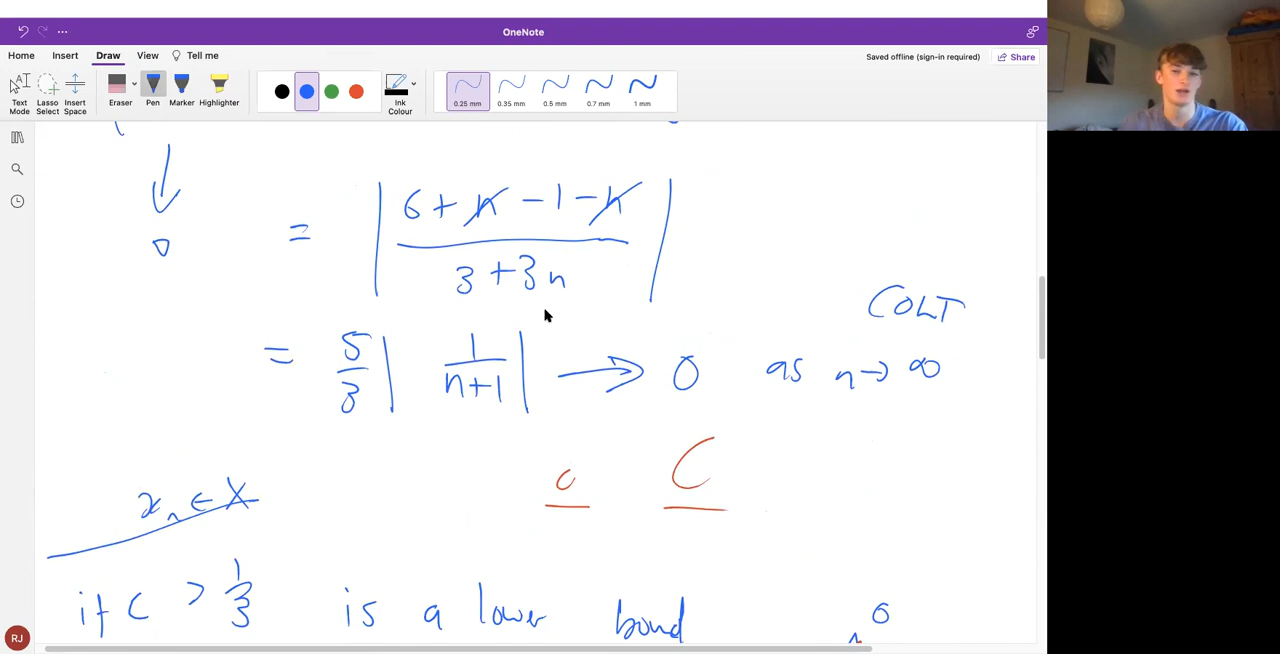 OneNote
Home Insert Draw View Tell me
Saved offline (sign-in required) Share
Text Mode
Lasso Select
Insert Space
Eraser
Pen
Marker
Highlighter
Ink Colour
0.25 mm
0.35 mm
0.5 mm
0.7 mm
1 mm
0
= | (6 + n - 1 - n) / (3 + 3n) |
COLT
= 5/3 | 1/(n+1) | → 0 as n → ∞
c C
xₙ ∈ X
if C > 1/3 is a lower bond
RJ